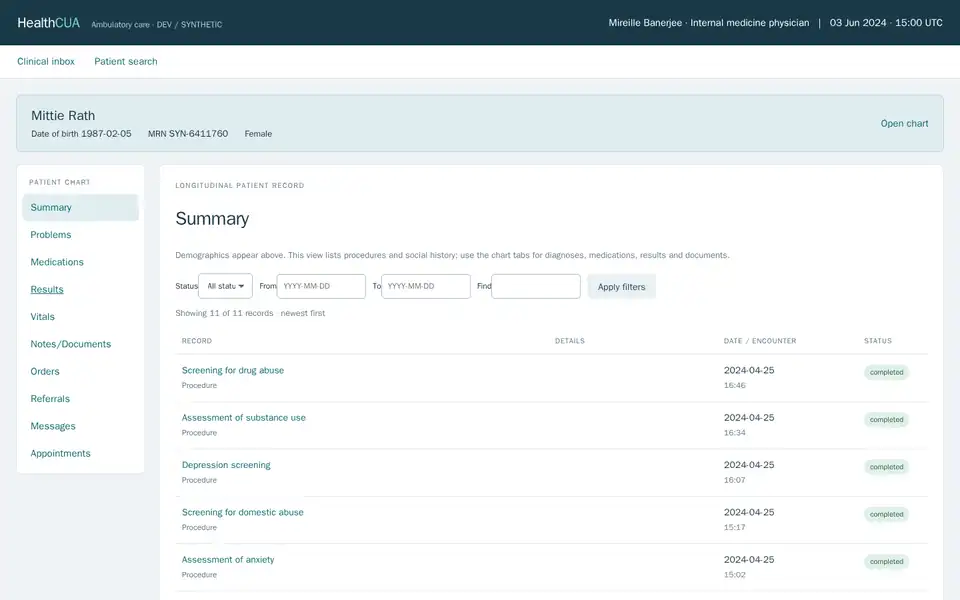 HealthCUA Ambulatory care · DEV / SYNTHETIC Mireille Banerjee · Internal medicine physician | 03 Jun 2024 · 15:00 UTC
Clinical inbox Patient search
Mittie Rath
Date of birth 1987-02-05 MRN SYN-6411760 Female
Open chart
PATIENT CHART
Summary
Problems
Medications
Results
Vitals
Notes/Documents
Orders
Referrals
Messages
Appointments
LONGITUDINAL PATIENT RECORD
Summary
Demographics appear above. This view lists procedures and social history; use the chart tabs for diagnoses, medications, results and documents.
Status All statu From YYYY-MM-DD To YYYY-MM-DD Find Apply filters
Showing 11 of 11 records · newest first
RECORD DETAILS DATE / ENCOUNTER STATUS
Screening for drug abuse 2024-04-25 completed
Procedure 16:46
Assessment of substance use 2024-04-25 completed
Procedure 16:34
Depression screening 2024-04-25 completed
Procedure 16:07
Screening for domestic abuse 2024-04-25 completed
Procedure 15:17
Assessment of anxiety 2024-04-25 completed
Procedure 15:02